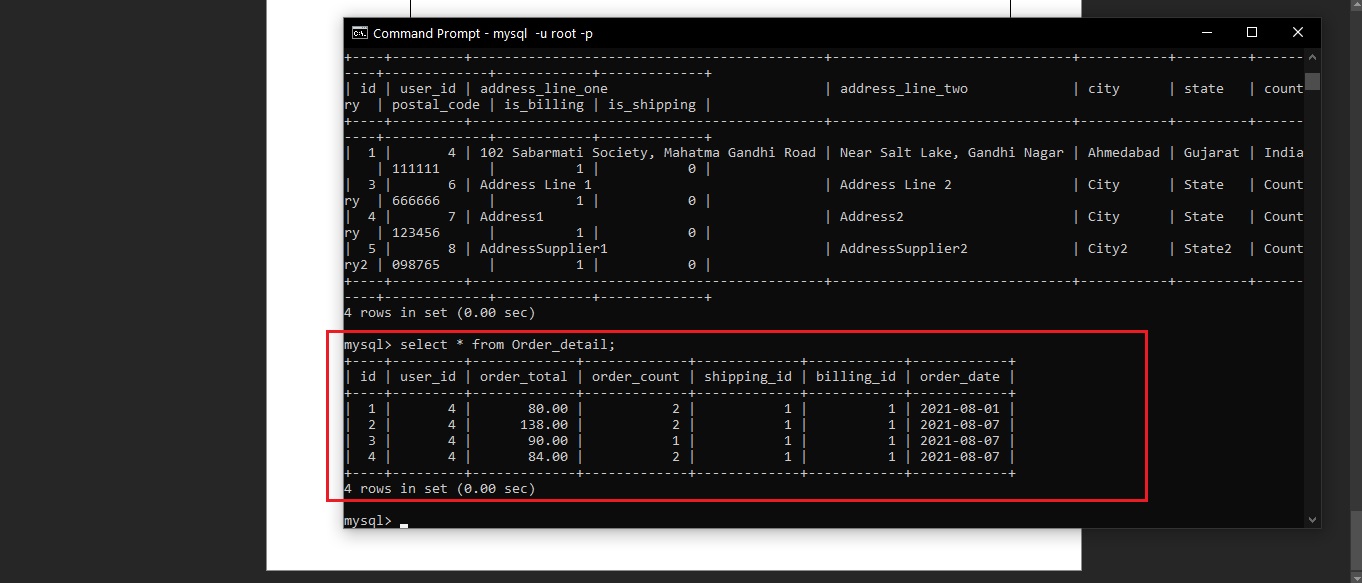 Command Prompt - mysql  -u root -p
+----+---------+--------------------------------------------+------------------------------+-----------+---------+------
----+-------------+------------+-------------+
| id | user_id | address_line_one                           | address_line_two             | city      | state   | count
ry  | postal_code | is_billing | is_shipping |
+----+---------+--------------------------------------------+------------------------------+-----------+---------+------
----+-------------+------------+-------------+
|  1 |       4 | 102 Sabarmati Society, Mahatma Gandhi Road | Near Salt Lake, Gandhi Nagar | Ahmedabad | Gujarat | India
    | 111111      |          1 |           0 |
|  3 |       6 | Address Line 1                             | Address Line 2               | City      | State   | Count
ry  | 666666      |          1 |           0 |
|  4 |       7 | Address1                                   | Address2                     | City      | State   | Count
ry  | 123456      |          1 |           0 |
|  5 |       8 | AddressSupplier1                           | AddressSupplier2             | City2     | State2  | Count
ry2 | 098765      |          1 |           0 |
+----+---------+--------------------------------------------+------------------------------+-----------+---------+------
----+-------------+------------+-------------+
4 rows in set (0.00 sec)
mysql> select * from Order_detail;
+----+---------+-------------+-------------+-------------+------------+------------+
| id | user_id | order_total | order_count | shipping_id | billing_id | order_date |
+----+---------+-------------+-------------+-------------+------------+------------+
|  1 |       4 |       80.00 |           2 |           1 |          1 | 2021-08-01 |
|  2 |       4 |      138.00 |           2 |           1 |          1 | 2021-08-07 |
|  3 |       4 |       90.00 |           1 |           1 |          1 | 2021-08-07 |
|  4 |       4 |       84.00 |           2 |           1 |          1 | 2021-08-07 |
+----+---------+-------------+-------------+-------------+------------+------------+
4 rows in set (0.00 sec)
mysql>